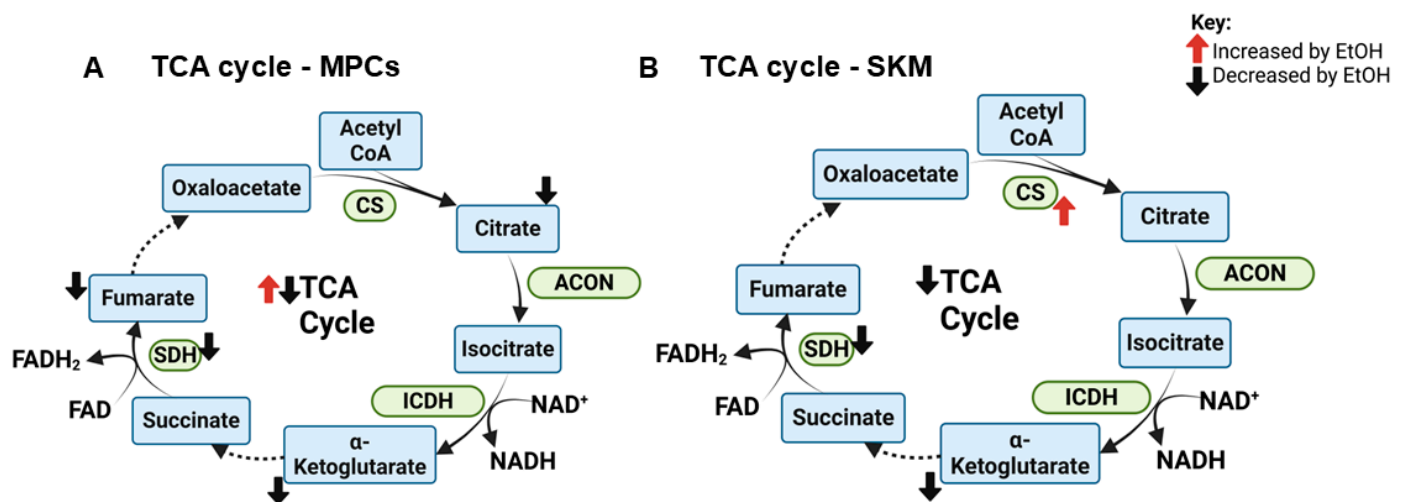 Key:
Increased by EtOH
Decreased by EtOH
A TCA cycle - MPCs
Acetyl
CoA
Oxaloacetate
CS
Citrate
ACON
Fumarate
TCA
Cycle
Isocitrate
SDH
FADH₂
FAD
ICDH
NAD⁺
Succinate
α-
Ketoglutarate
NADH
B TCA cycle - SKM
Acetyl
CoA
Oxaloacetate
CS
Citrate
ACON
Fumarate
TCA
Cycle
Isocitrate
SDH
FADH₂
FAD
ICDH
NAD⁺
Succinate
α-
Ketoglutarate
NADH